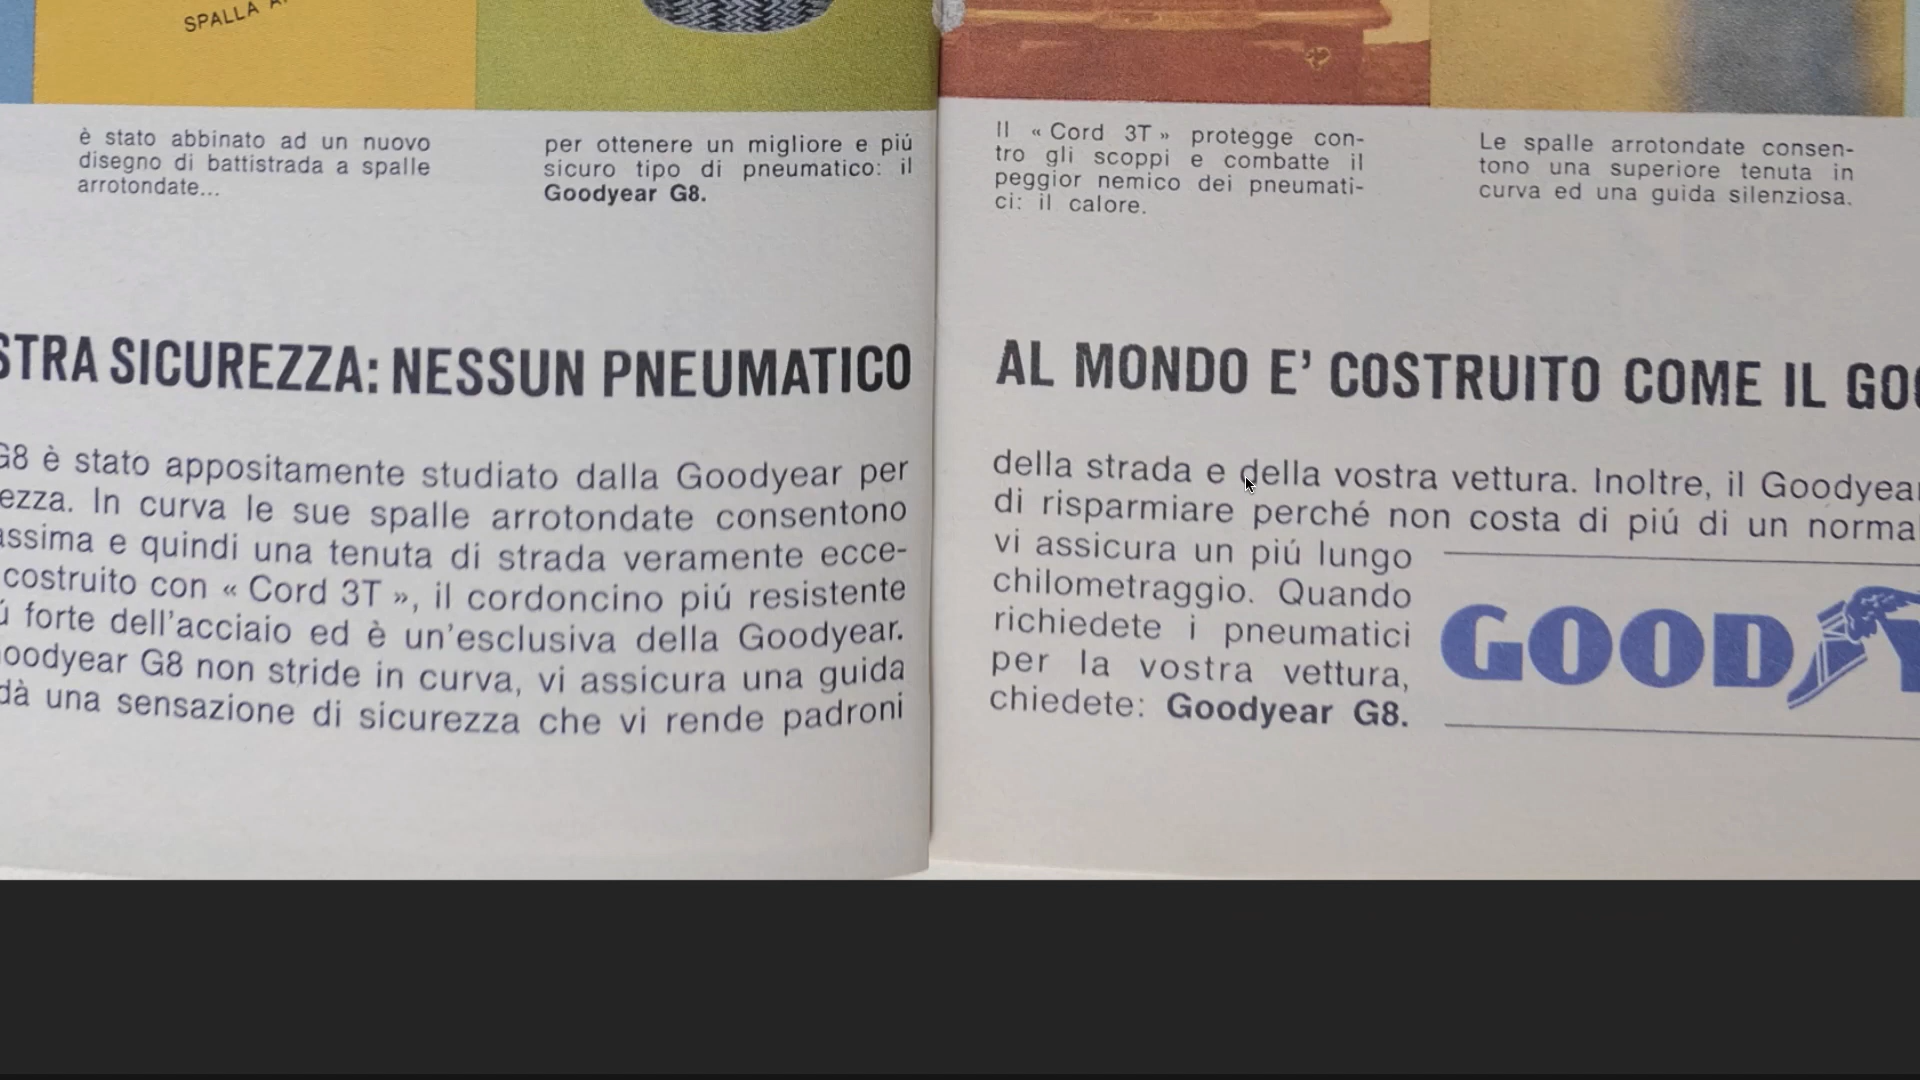 SPALLA
è stato abbinato ad un nuovo
disegno di battistrada a spalle
arrotondate...
per ottenere un migliore e piú
sicuro tipo di pneumatico: il
Goodyear G8.
Il « Cord 3T » protegge con-
tro gli scoppi e combatte il
peggior nemico dei pneumati-
ci: il calore.
Le spalle arrotondate consen-
tono una superiore tenuta in
curva ed una guida silenziosa.
STRA SICUREZZA: NESSUN PNEUMATICO
G8 è stato appositamente studiato dalla Goodyear per
ezza. In curva le sue spalle arrotondate consentono
assima e quindi una tenuta di strada veramente ecce-
costruito con « Cord 3T », il cordoncino piú resistente
ú forte dell'acciaio ed è un'esclusiva della Goodyear.
oodyear G8 non stride in curva, vi assicura una guida
dà una sensazione di sicurezza che vi rende padroni
AL MONDO E' COSTRUITO COME IL GOO
della strada e della vostra vettura. Inoltre, il Goodyear
di risparmiare perché non costa di piú di un norma
vi assicura un piú lungo
chilometraggio. Quando
richiedete i pneumatici
per la vostra vettura,
chiedete: Goodyear G8.
GOODY